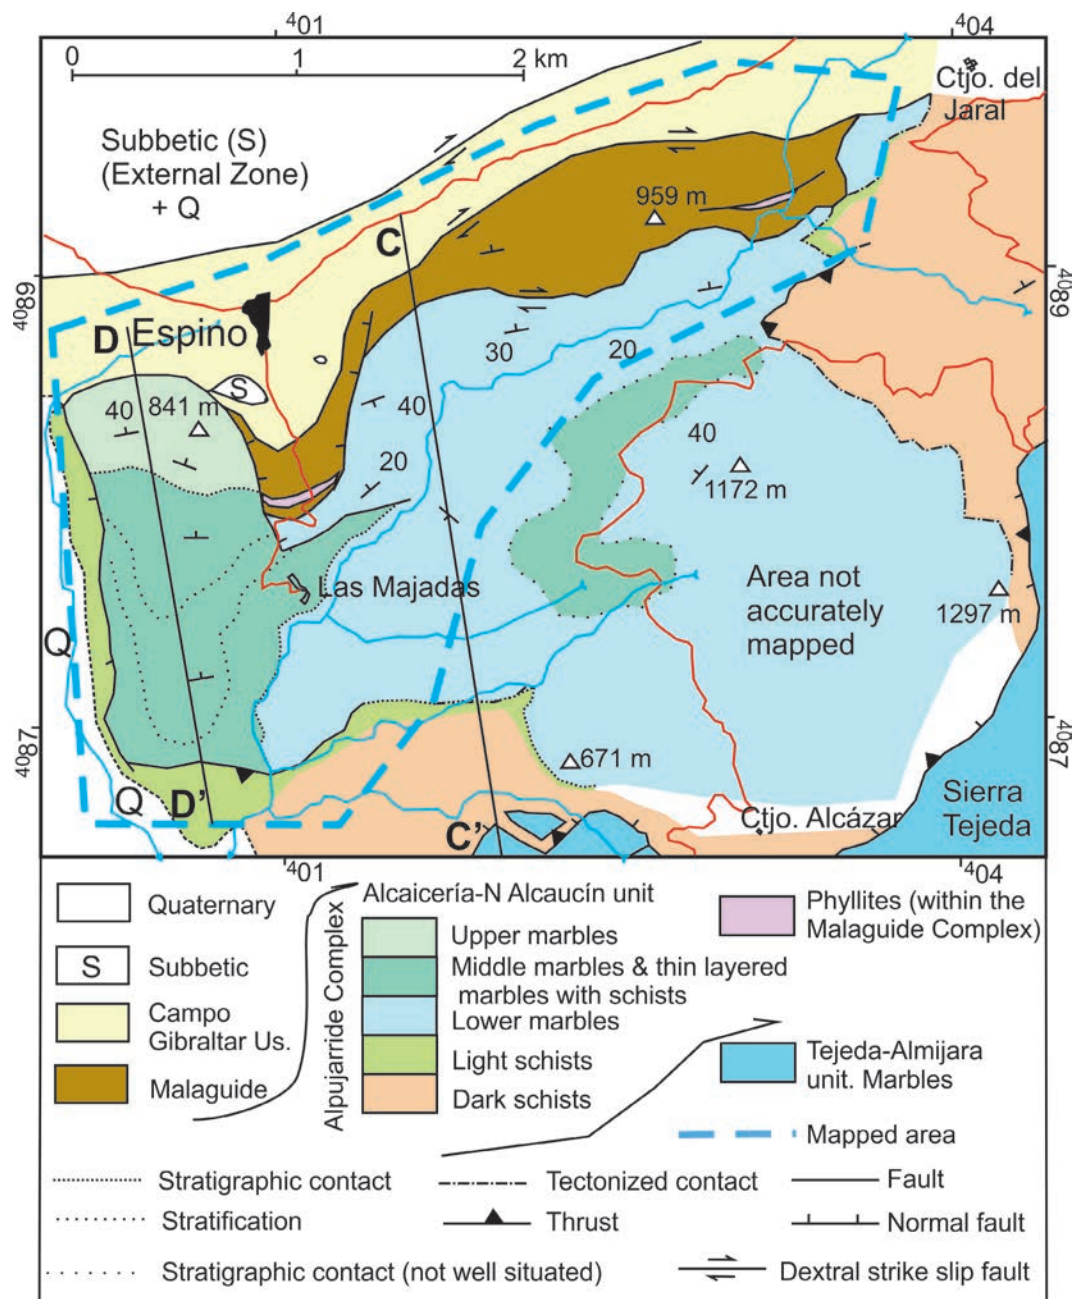 ⁴01
⁴04
0
1
2 km
Ctjo. del
Jaral
Subbetic (S)
(External Zone)
+ Q
959 m
C
⁴⁰89
⁴⁰89
D
Espino
30
20
S
40
841 m
40
20
40
1172 m
Las Majadas
Area not
accurately
mapped
1297 m
Q
⁴⁰87
⁴⁰87
671 m
Q
D'
C'
Ctjo. Alcázar
Sierra
Tejeda
⁴01
⁴04
Quaternary
S
Subbetic
Campo
Gibraltar Us.
Malaguide
Alpujarride Complex
Alcaicería-N Alcaucín unit
Upper marbles
Middle marbles & thin layered
marbles with schists
Lower marbles
Light schists
Dark schists
Phyllites (within the
Malaguide Complex)
Tejeda-Almijara
unit. Marbles
Mapped area
Stratigraphic contact
Tectonized contact
Fault
Stratification
Thrust
Normal fault
Stratigraphic contact (not well situated)
Dextral strike slip fault